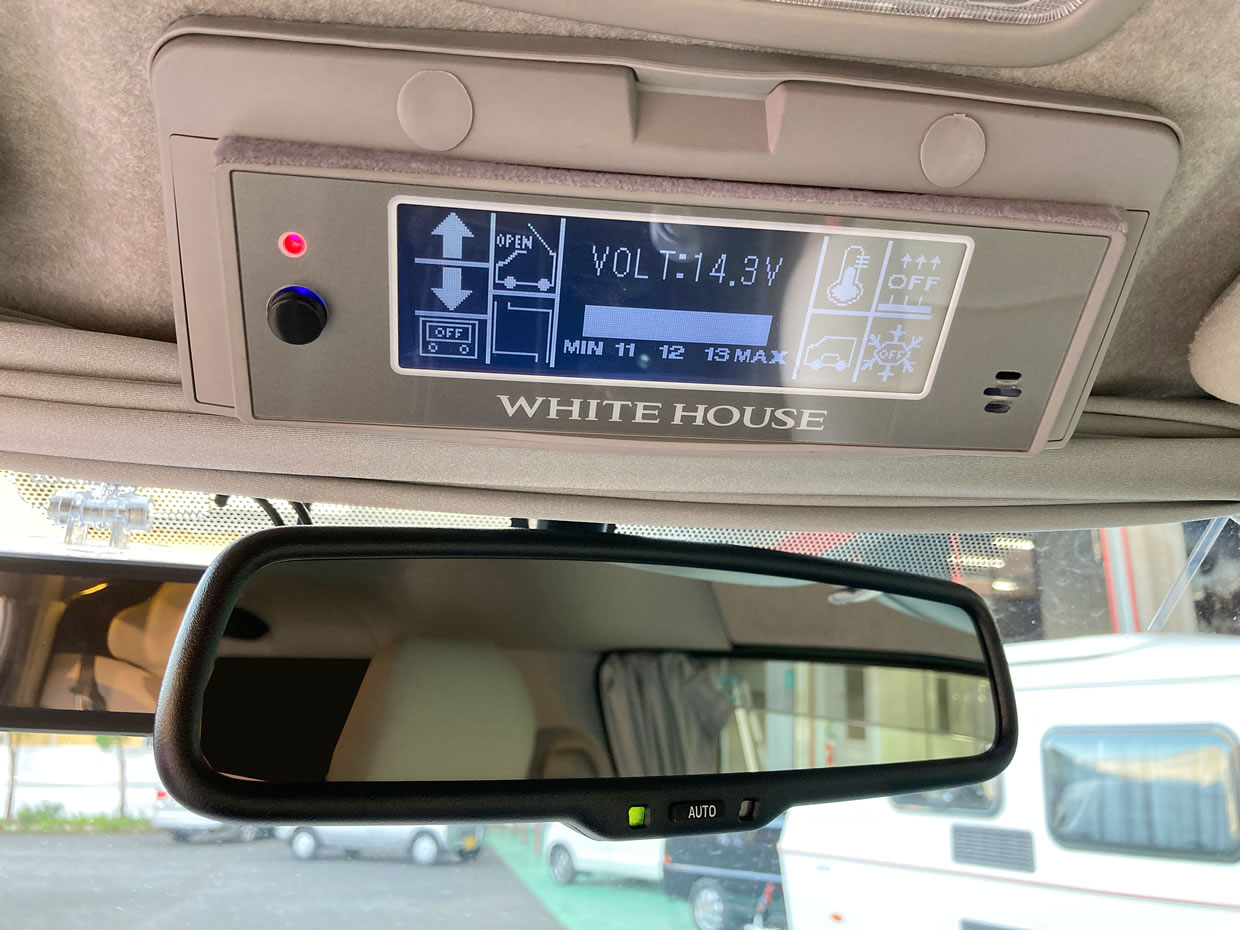 OPEN
VOLT:14.3V
OFF
OFF
MIN 11 12 13 MAX
OFF
WHITE HOUSE
AUTO